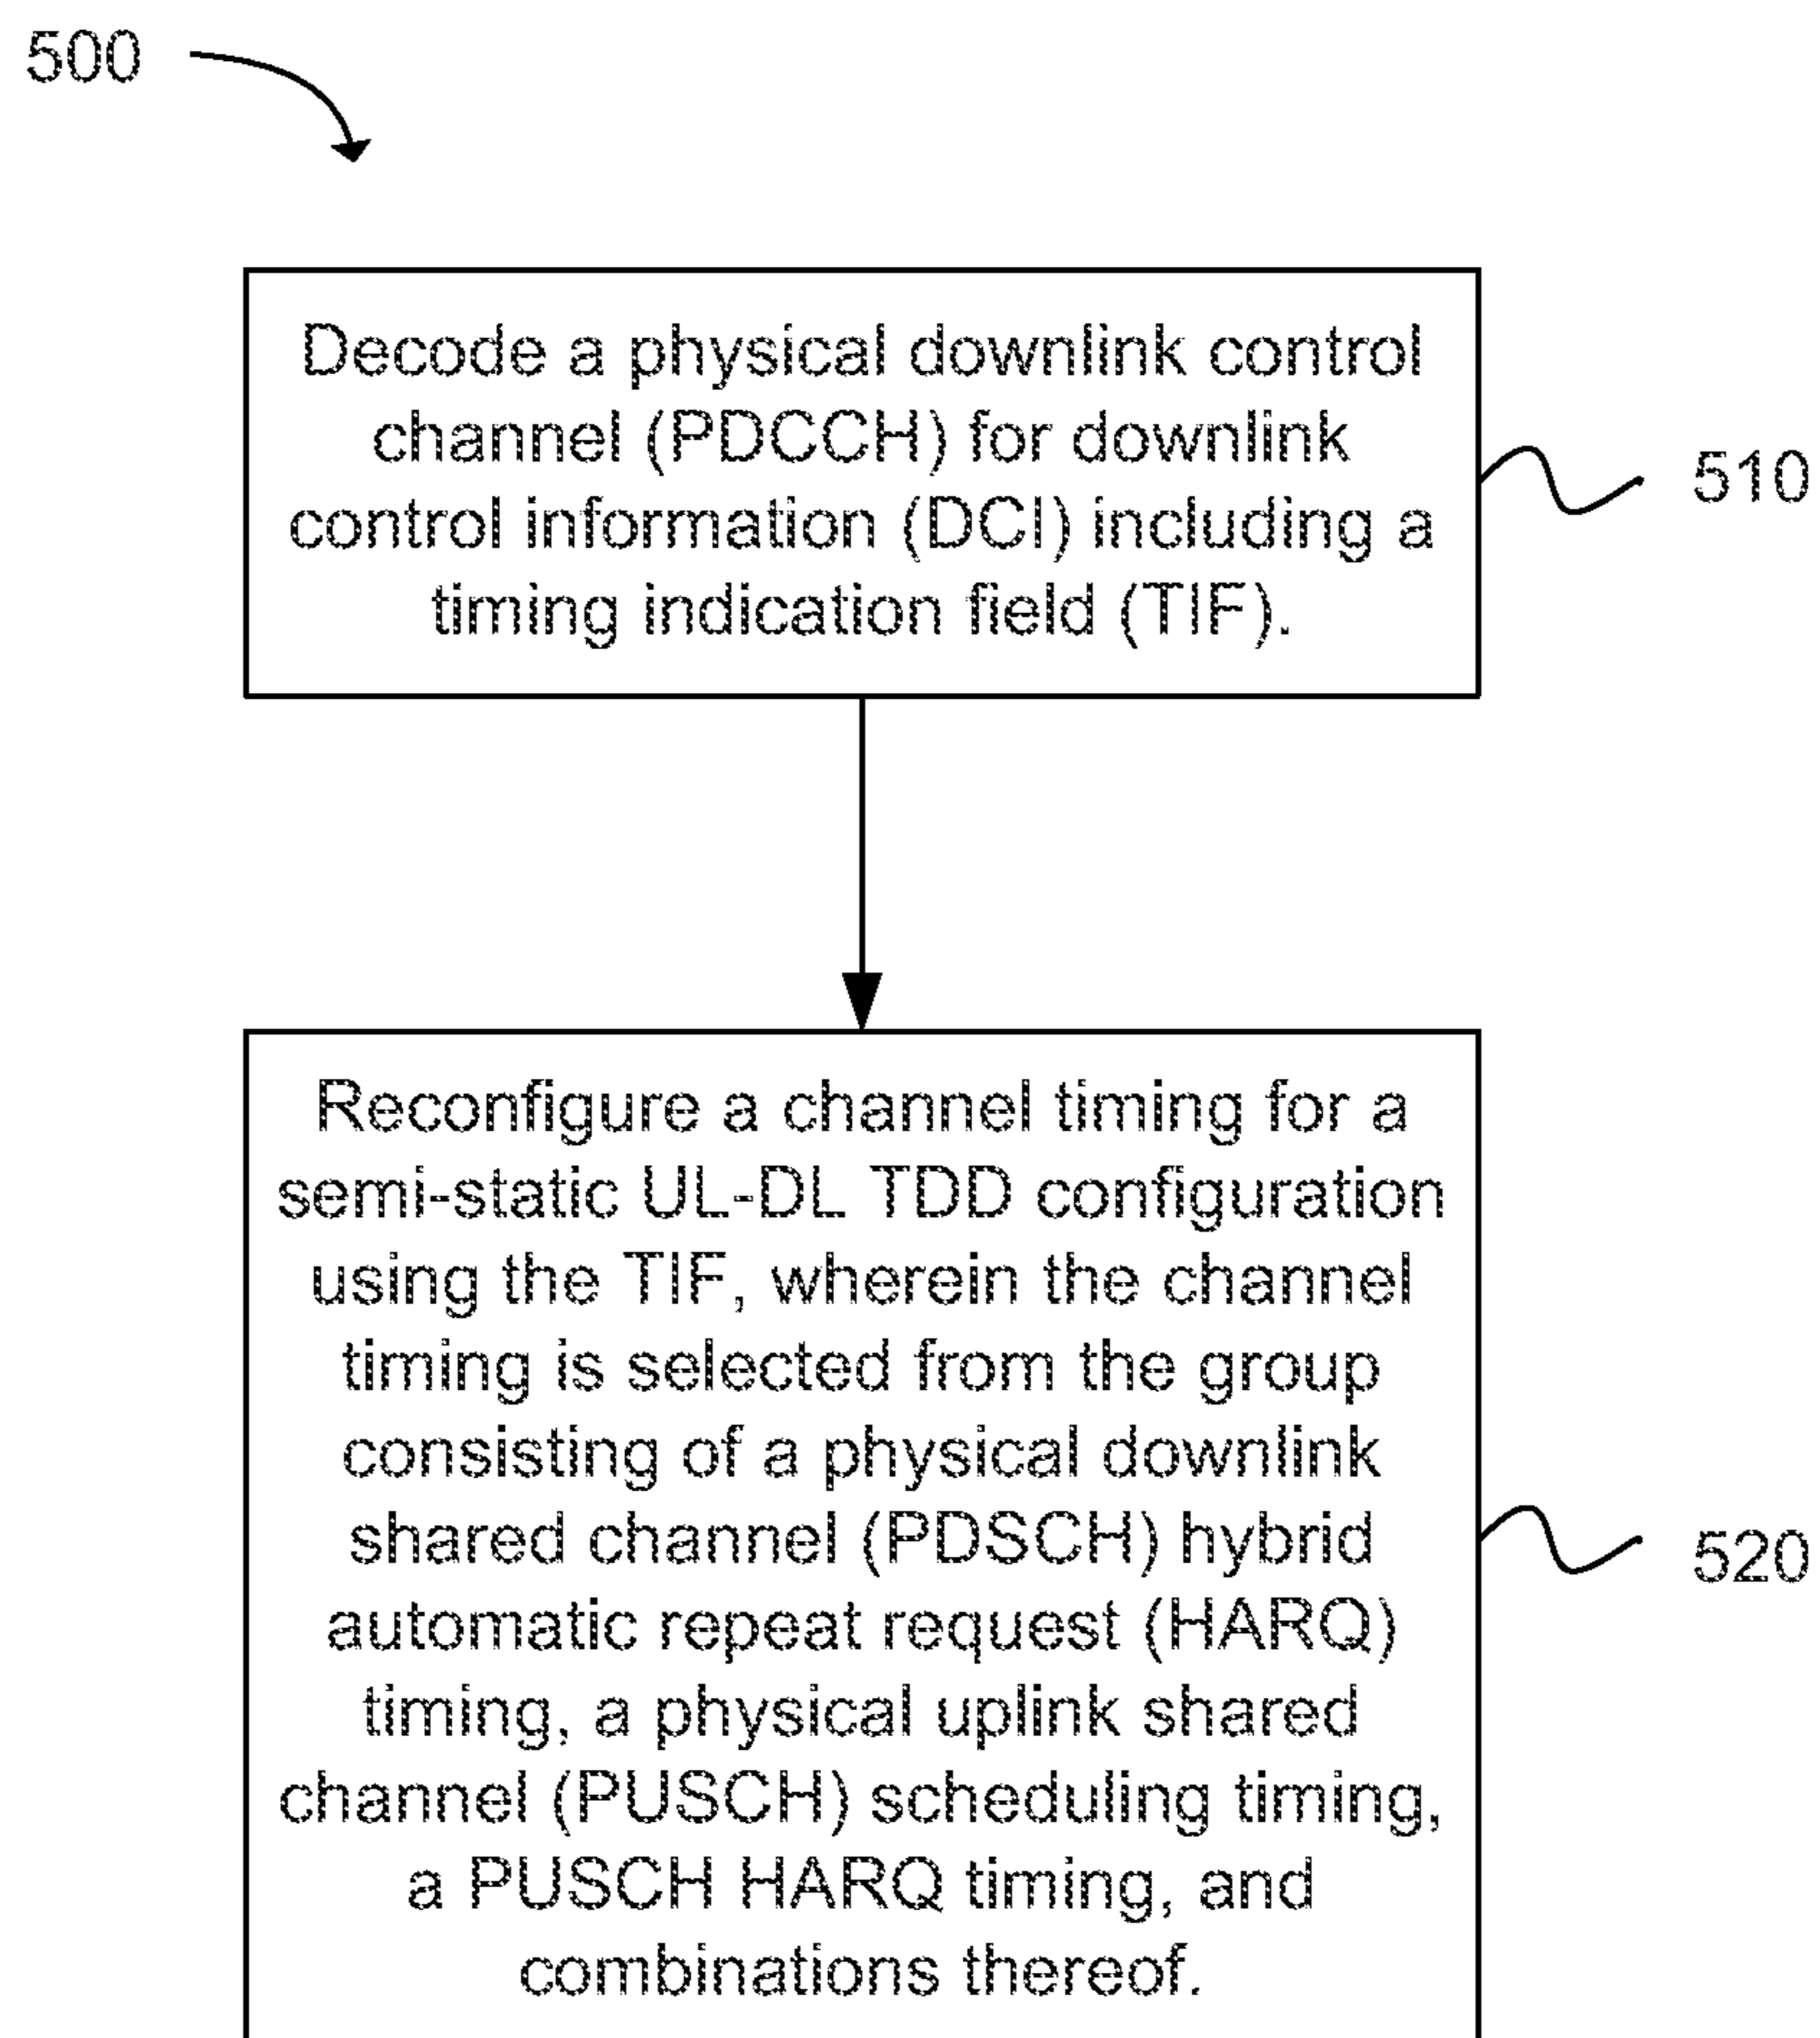 500
Decode a physical downlink control
channel (PDCCH) for downlink
control information (DCI) including a
timing indication field (TIF).
510
Reconfigure a channel timing for a
semi-static UL-DL TDD configuration
using the TIF, wherein the channel
timing is selected from the group
consisting of a physical downlink
shared channel (PDSCH) hybrid
automatic repeat request (HARQ)
timing, a physical uplink shared
channel (PUSCH) scheduling timing,
a PUSCH HARQ timing, and
combinations thereof.
520